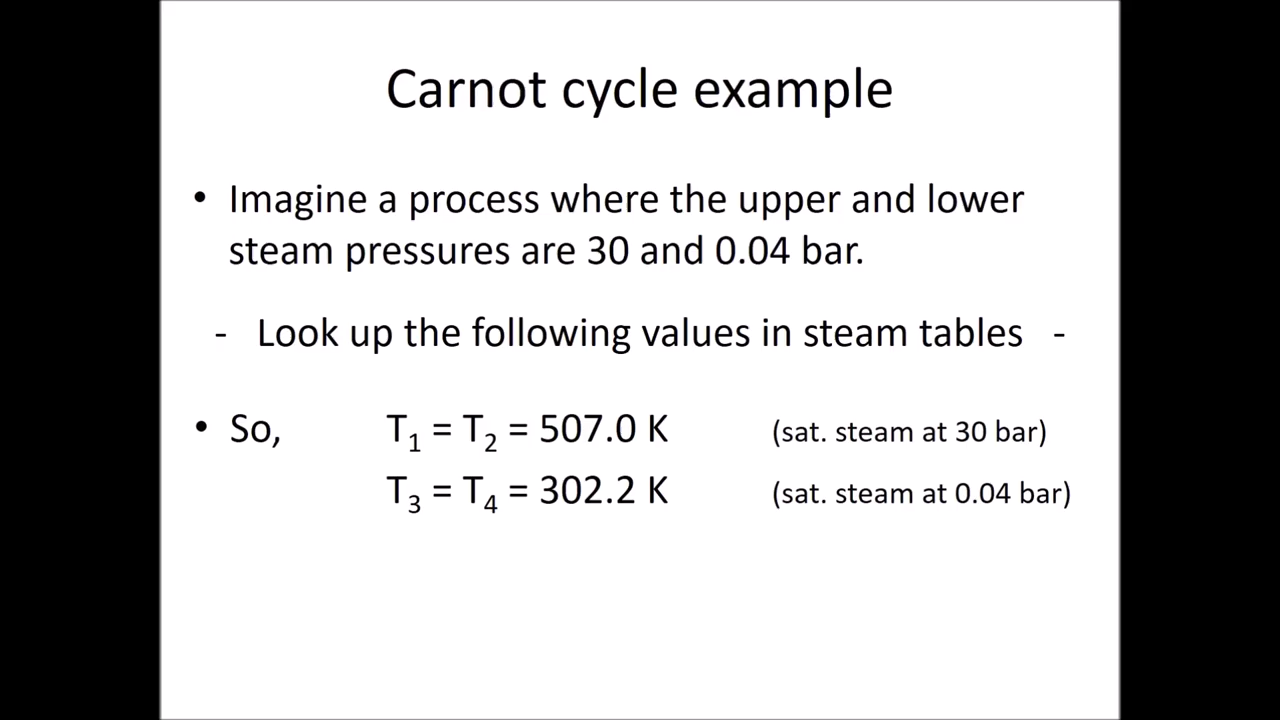 Carnot cycle example
• Imagine a process where the upper and lower
steam pressures are 30 and 0.04 bar.
- Look up the following values in steam tables -
• So, T₁ = T₂ = 507.0 K (sat. steam at 30 bar)
T₃ = T₄ = 302.2 K (sat. steam at 0.04 bar)